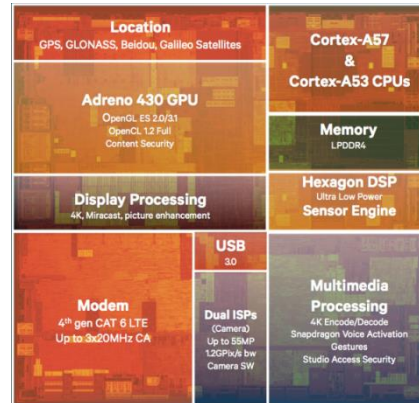 Location
GPS, GLONASS, Beidou, Galileo Satellites
Adreno 430 GPU
OpenGL ES 2.0/3.1
OpenCL 1.2 Full
Content Security
Display Processing
4K, Miracast, picture enhancement
Modem
4th gen CAT 6 LTE
Up to 3x20MHz CA
USB
3.0
Dual ISPs
(Camera)
Up to 55MP
1.2GPix/s bw
Camera SW
Cortex-A57
&
Cortex-A53 CPUs
Memory
LPDDR4
Hexagon DSP
Ultra Low Power
Sensor Engine
Multimedia
Processing
4K Encode/Decode
Snapdragon Voice Activation
Gestures
Studio Access Security